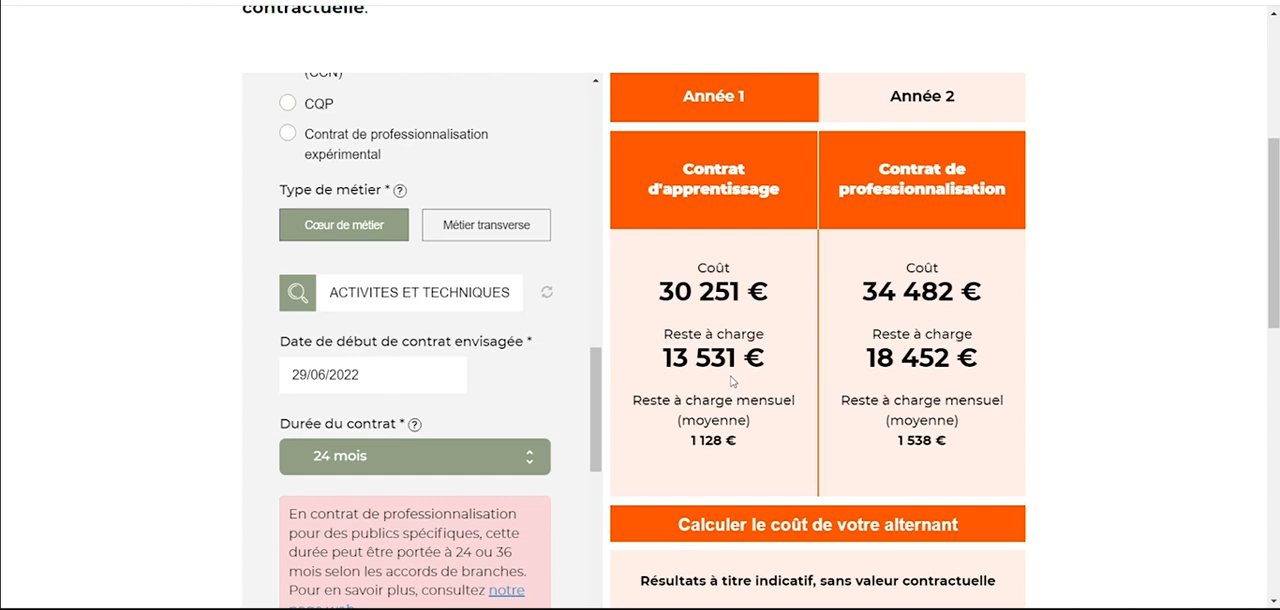 contractuelle.
(CCN)
CQP
Contrat de professionnalisation
expérimental
Type de métier * ?
Cœur de métier
Métier transverse
ACTIVITES ET TECHNIQUES
Date de début de contrat envisagée *
29/06/2022
Durée du contrat * ?
24 mois
En contrat de professionnalisation
pour des publics spécifiques, cette
durée peut être portée à 24 ou 36
mois selon les accords de branches.
Pour en savoir plus, consultez notre
page web.
Année 1
Année 2
Contrat
d'apprentissage
Contrat de
professionnalisation
Coût
30 251 €
Reste à charge
13 531 €
Reste à charge mensuel
(moyenne)
1 128 €
Coût
34 482 €
Reste à charge
18 452 €
Reste à charge mensuel
(moyenne)
1 538 €
Calculer le coût de votre alternant
Résultats à titre indicatif, sans valeur contractuelle